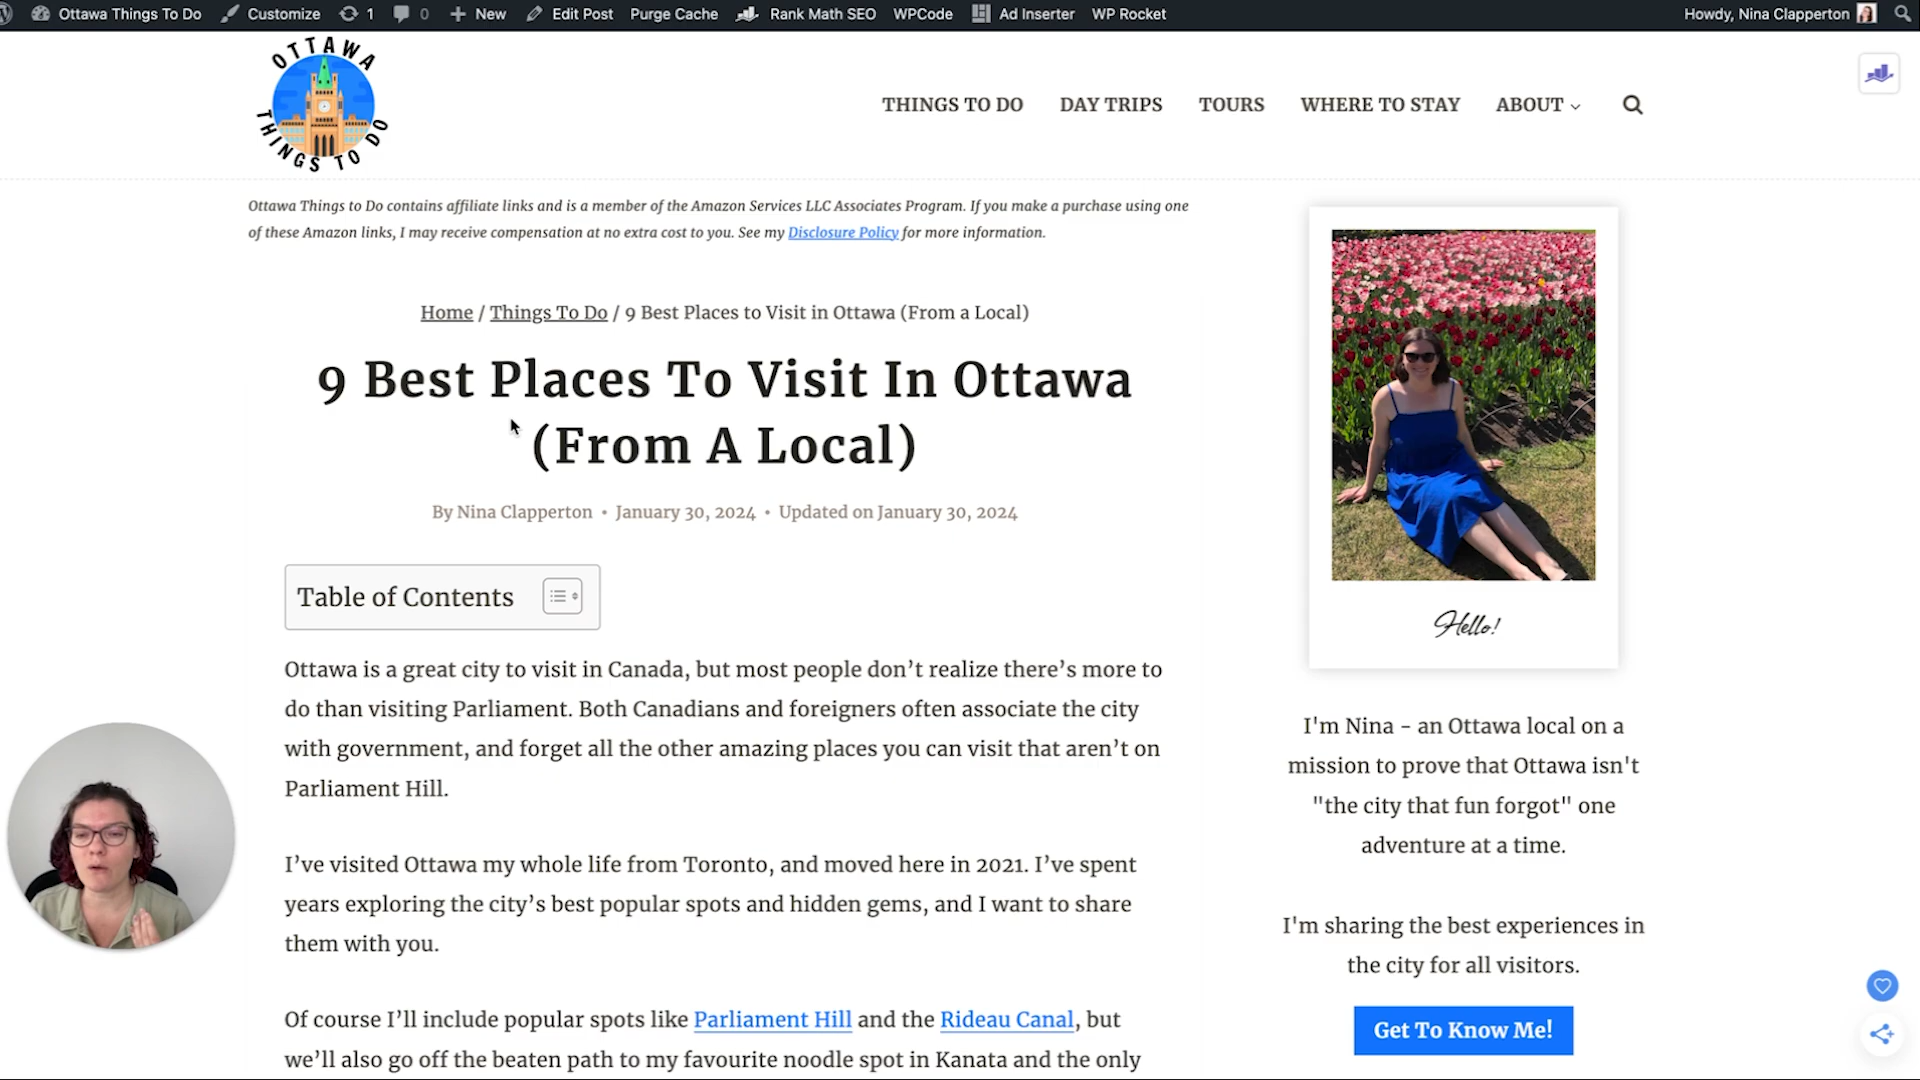 Ottawa Things To Do Customize 1 0 New Edit Post Purge Cache Rank Math SEO WPCode Ad Inserter WP Rocket Howdy, Nina Clapperton
OTTAWA
THINGS TO DO
THINGS TO DO DAY TRIPS TOURS WHERE TO STAY ABOUT
Ottawa Things to Do contains affiliate links and is a member of the Amazon Services LLC Associates Program. If you make a purchase using one
of these Amazon links, I may receive compensation at no extra cost to you. See my Disclosure Policy for more information.
Home / Things To Do / 9 Best Places to Visit in Ottawa (From a Local)
9 Best Places To Visit In Ottawa
(From A Local)
By Nina Clapperton • January 30, 2024 • Updated on January 30, 2024
Table of Contents
Ottawa is a great city to visit in Canada, but most people don’t realize there’s more to
do than visiting Parliament. Both Canadians and foreigners often associate the city
with government, and forget all the other amazing places you can visit that aren’t on
Parliament Hill.
I’ve visited Ottawa my whole life from Toronto, and moved here in 2021. I’ve spent
years exploring the city’s best popular spots and hidden gems, and I want to share
them with you.
Of course I’ll include popular spots like Parliament Hill and the Rideau Canal, but
we’ll also go off the beaten path to my favourite noodle spot in Kanata and the only
Hello!
I'm Nina - an Ottawa local on a
mission to prove that Ottawa isn't
"the city that fun forgot" one
adventure at a time.
I'm sharing the best experiences in
the city for all visitors.
Get To Know Me!